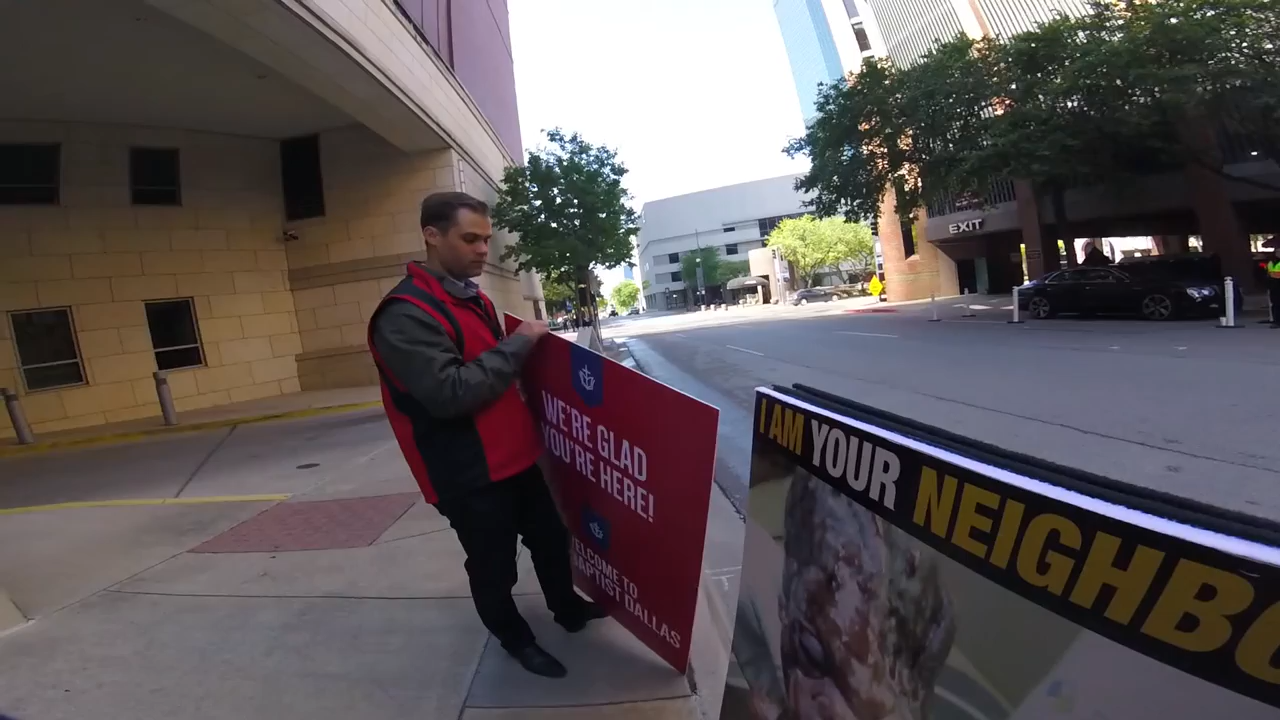 WE'RE GLAD
YOU'RE HERE!
WELCOME TO
BAPTIST DALLAS
I AM YOUR NEIGHBO
EXIT